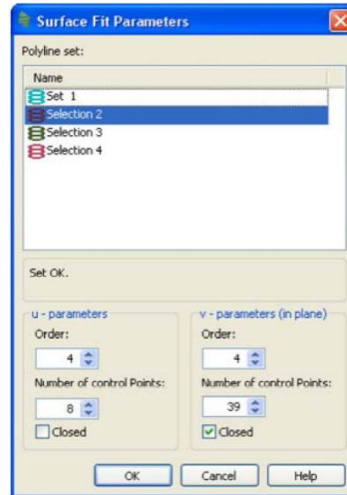 Surface Fit Parameters
Polyline set:
Name
Set 1
Selection 2
Selection 3
Selection 4
Set OK.
u - parameters
v - parameters (in plane)
Order:
Order:
4
4
Number of control Points:
Number of control Points:
8
39
Closed
Closed
OK
Cancel
Help